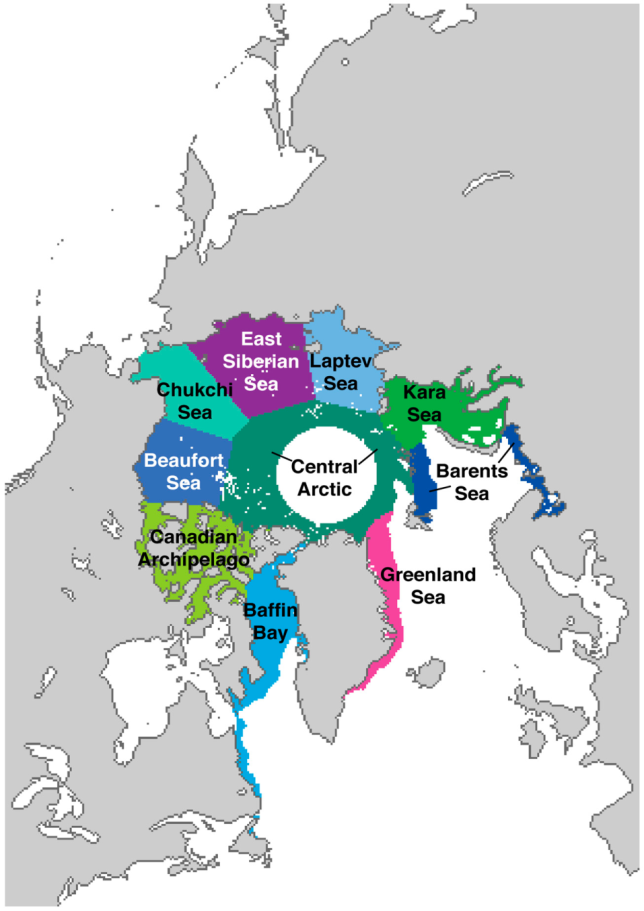 East
Siberian
Sea
Laptev
Sea
Chukchi
Sea
Kara
Sea
Beaufort
Sea
Central
Arctic
Barents
Sea
Canadian
Archipelago
Greenland
Sea
Baffin
Bay